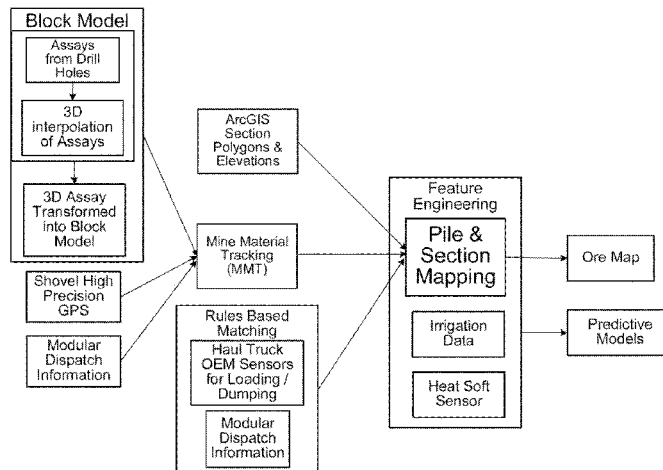 Block Model
Assays
from Drill
Holes
3D
interpolation
of Assays
3D Assay
Transformed
into Block
Model
Shovel High
Precision
GPS
Modular
Dispatch
Information
ArcGIS
Section
Polygons &
Elevations
Mine Material
Tracking
(MMT)
Rules Based
Matching
Haul Truck
OEM Sensors
for Loading /
Dumping
Modular
Dispatch
Information
Feature
Engineering
Pile &
Section
Mapping
Irrigation
Data
Heat Soft
Sensor
Ore Map
Predictive
Models